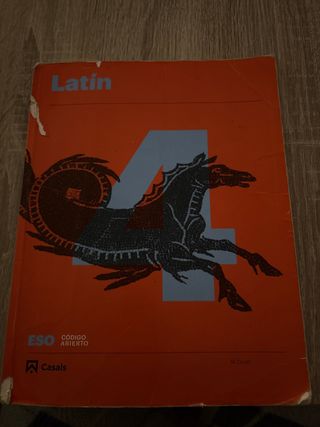 Latín
4
ESO CÓDIGO
ABIERTO
Casals